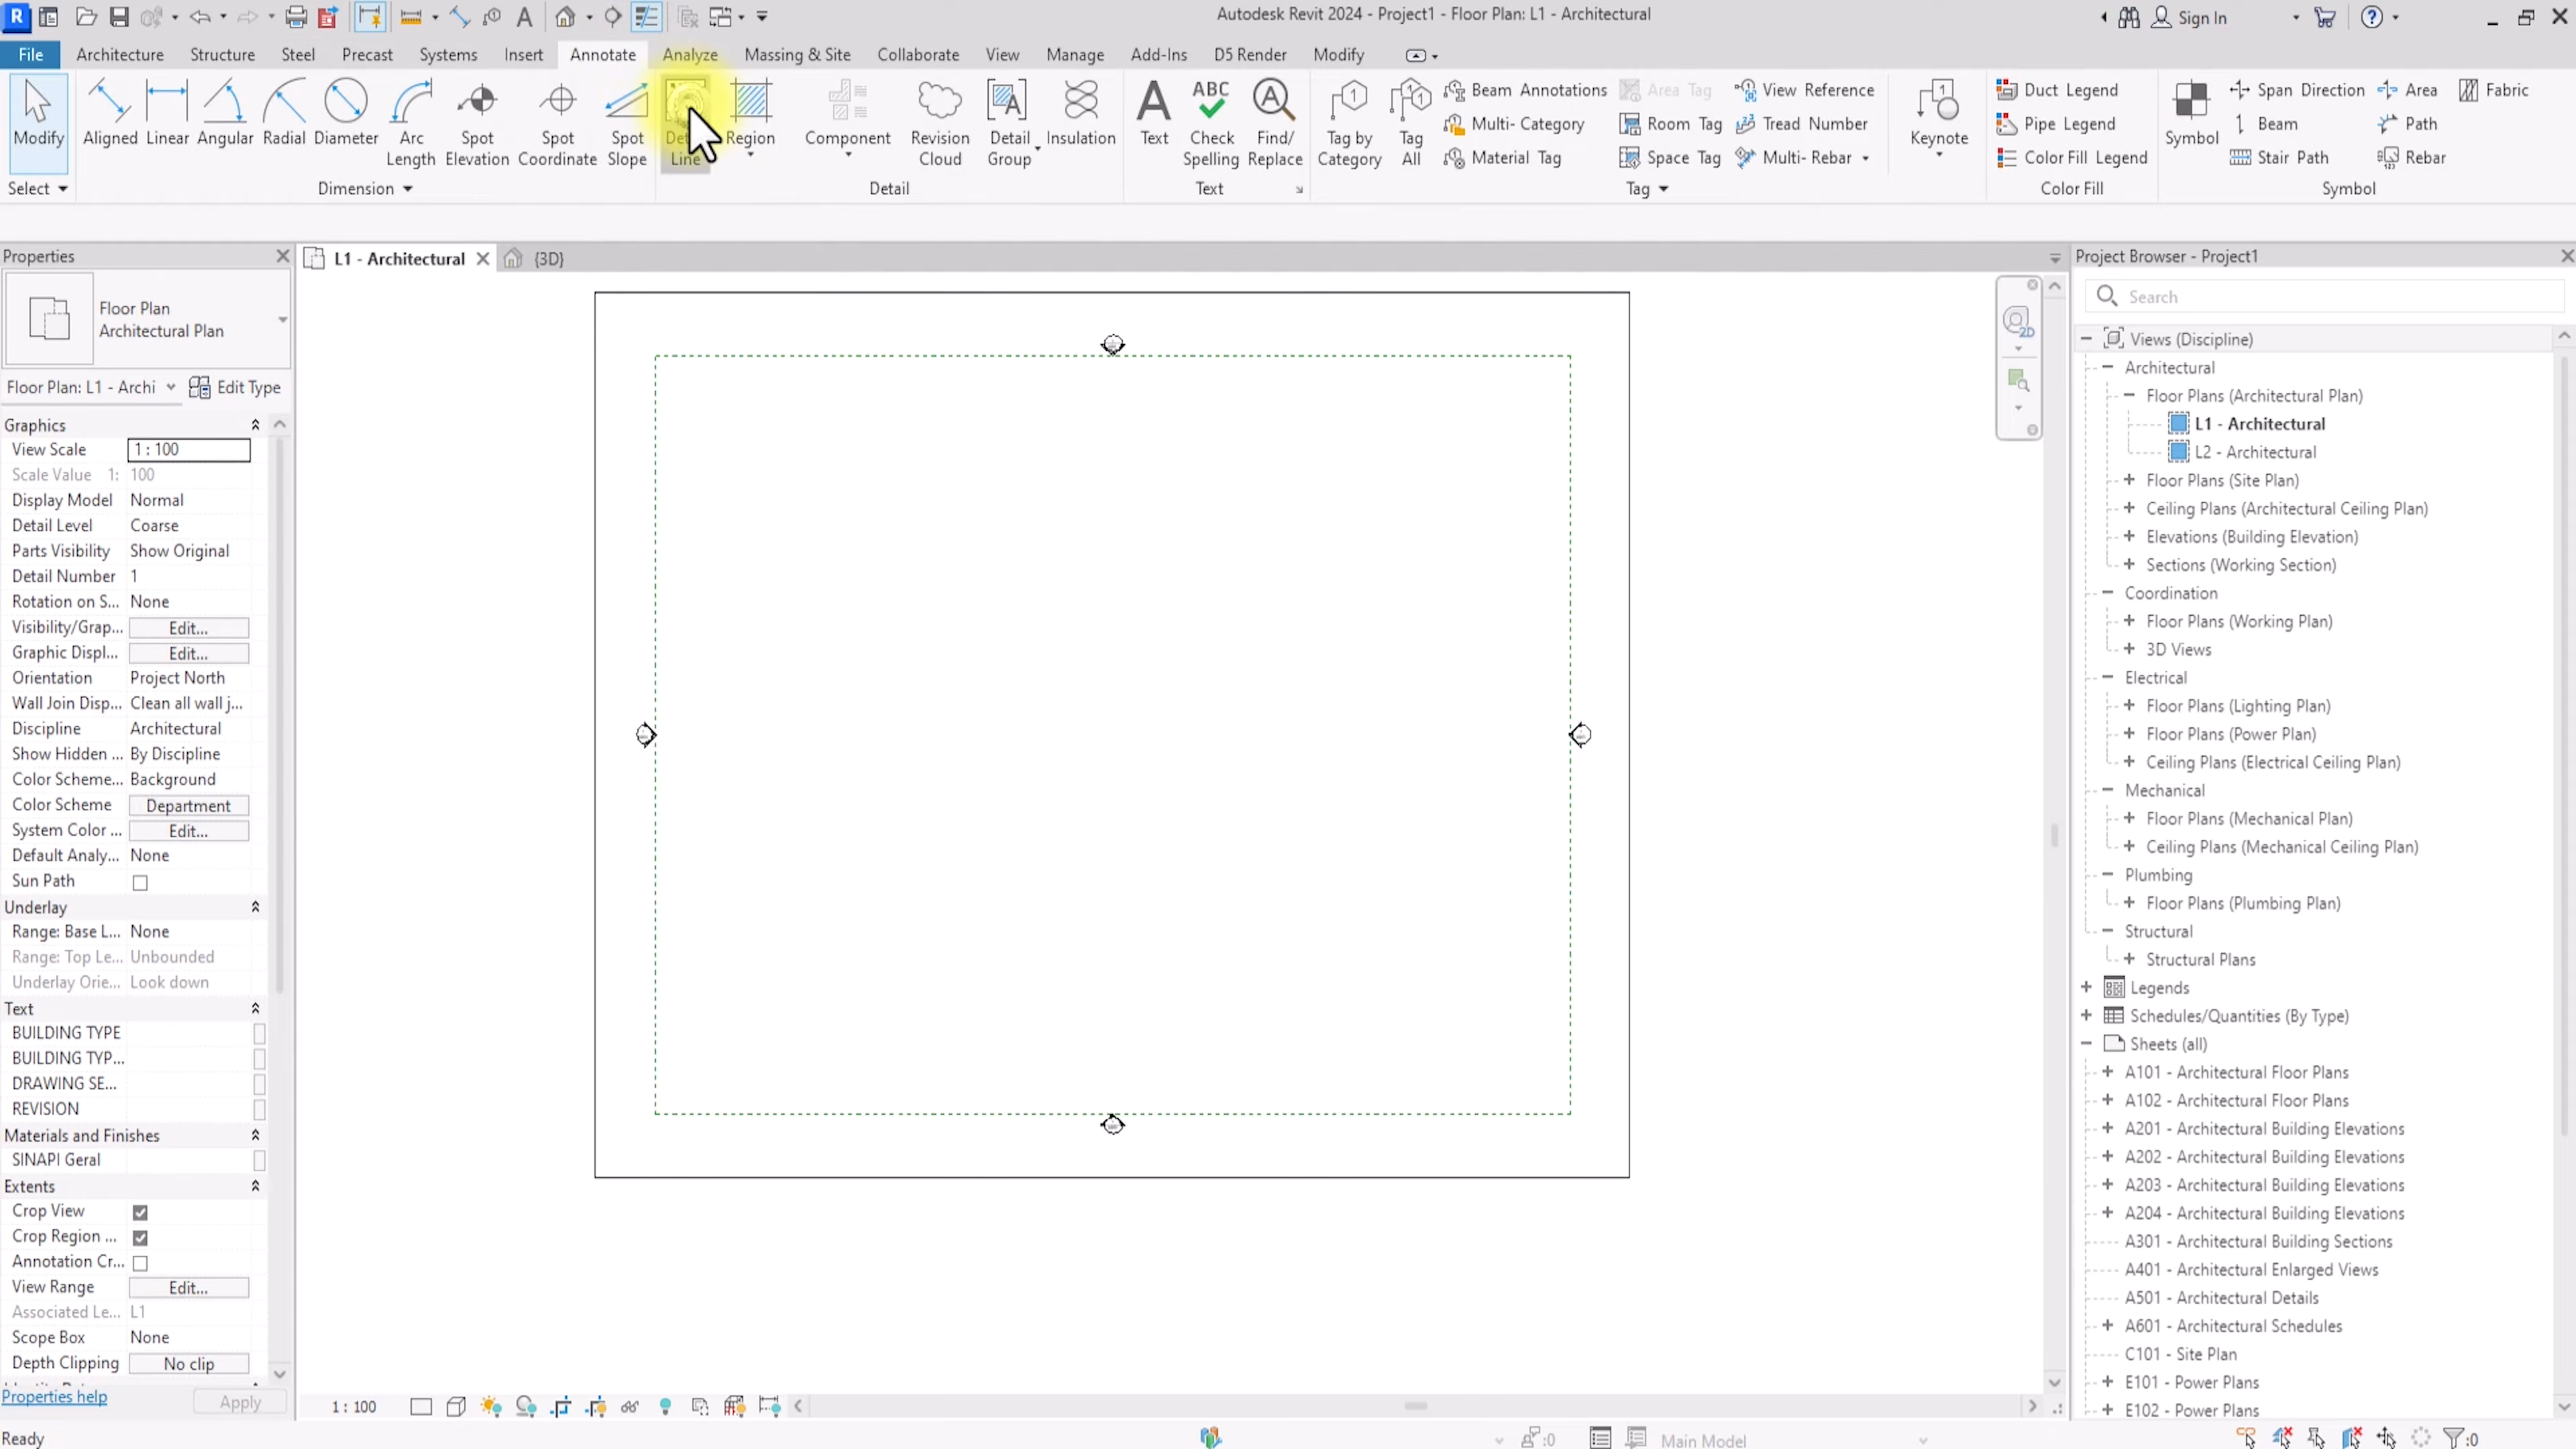 Autodesk Revit 2024 - Project1 - Floor Plan: L1 - Architectural
Sign In
File Architecture Structure Steel Precast Systems Insert Annotate Analyze Massing & Site Collaborate View Manage Add-Ins D5 Render Modify
Modify
Aligned Linear Angular Radial Diameter Arc Length Spot Elevation Spot Coordinate Spot Slope
Line Region Component Revision Cloud Detail Group Insulation
Text ABC Check Spelling Find/ Replace
Tag by Category Tag All
Beam Annotations Area Tag View Reference
Multi- Category Room Tag Tread Number
Material Tag Space Tag Multi- Rebar
Keynote
Duct Legend
Pipe Legend
Color Fill Legend
Symbol
Span Direction Area Fabric
Beam Path
Stair Path Rebar
Select Dimension Detail Text Tag Color Fill Symbol
Properties
Floor Plan
Architectural Plan
Floor Plan: L1 - Archi Edit Type
Graphics
View Scale 1 : 100
Scale Value 1: 100
Display Model Normal
Detail Level Coarse
Parts Visibility Show Original
Detail Number 1
Rotation on S... None
Visibility/Grap... Edit...
Graphic Displ... Edit...
Orientation Project North
Wall Join Disp... Clean all wall j...
Discipline Architectural
Show Hidden ... By Discipline
Color Scheme... Background
Color Scheme Department
System Color ... Edit...
Default Analy... None
Sun Path
Underlay
Range: Base L... None
Range: Top Le... Unbounded
Underlay Orie... Look down
Text
BUILDING TYPE
BUILDING TYP...
DRAWING SE...
REVISION
Materials and Finishes
SINAPI Geral
Extents
Crop View
Crop Region ...
Annotation Cr...
View Range Edit...
Associated Le... L1
Scope Box None
Depth Clipping No clip
Properties help Apply
L1 - Architectural {3D}
2D
1 : 100
Project Browser - Project1
Search
Views (Discipline)
Architectural
Floor Plans (Architectural Plan)
L1 - Architectural
L2 - Architectural
Floor Plans (Site Plan)
Ceiling Plans (Architectural Ceiling Plan)
Elevations (Building Elevation)
Sections (Working Section)
Coordination
Floor Plans (Working Plan)
3D Views
Electrical
Floor Plans (Lighting Plan)
Floor Plans (Power Plan)
Ceiling Plans (Electrical Ceiling Plan)
Mechanical
Floor Plans (Mechanical Plan)
Ceiling Plans (Mechanical Ceiling Plan)
Plumbing
Floor Plans (Plumbing Plan)
Structural
Structural Plans
Legends
Schedules/Quantities (By Type)
Sheets (all)
A101 - Architectural Floor Plans
A102 - Architectural Floor Plans
A201 - Architectural Building Elevations
A202 - Architectural Building Elevations
A203 - Architectural Building Elevations
A204 - Architectural Building Elevations
A301 - Architectural Building Sections
A401 - Architectural Enlarged Views
A501 - Architectural Details
A601 - Architectural Schedules
C101 - Site Plan
E101 - Power Plans
E102 - Power Plans
Ready :0 Main Model :0